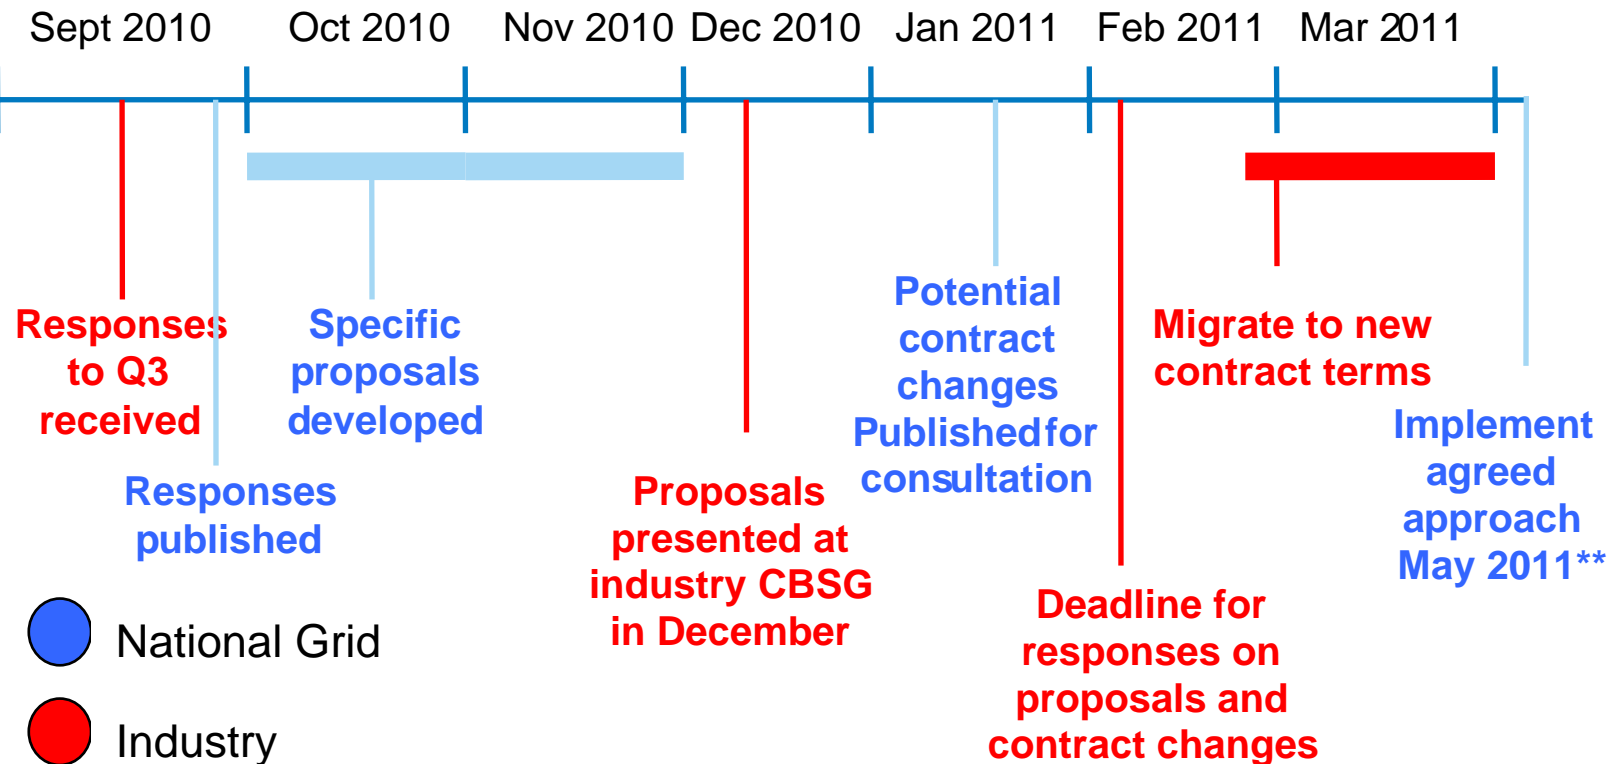 Sept 2010 Oct 2010 Nov 2010 Dec 2010 Jan 2011 Feb 2011 Mar 2011
Responses
to Q3
received
Responses
published
Specific
proposals
developed
Proposals
presented at
industry CBSG
in December
Potential
contract
changes
Published for
consultation
Deadline for
responses on
proposals and
contract changes
Migrate to new
contract terms
Implement
agreed
approach
May 2011**
National Grid
Industry